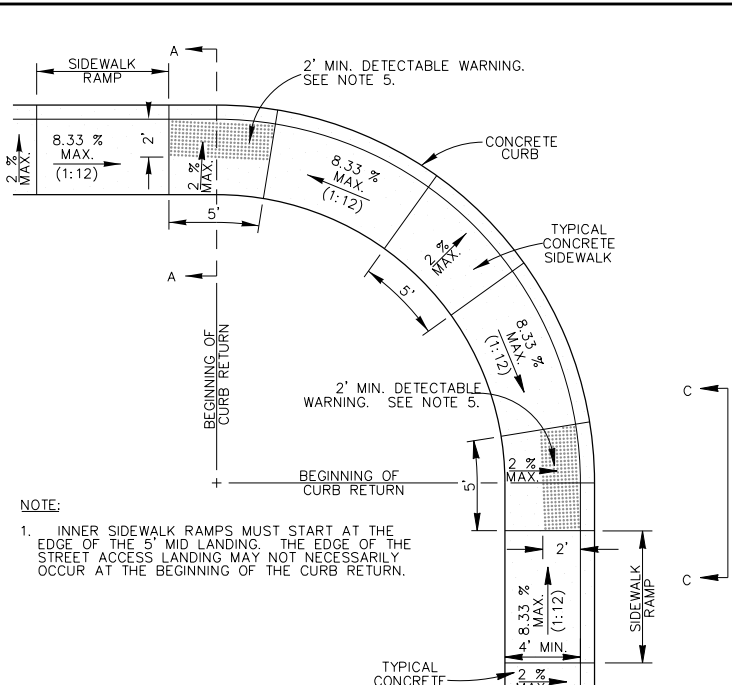 A
SIDEWALK
RAMP
2' MIN. DETECTABLE WARNING.
SEE NOTE 5.
8.33 %
MAX.
(1:12)
2'
2 %
MAX.
2 %
MAX.
5'
8.33 %
MAX.
(1:12)
CONCRETE
CURB
TYPICAL
CONCRETE
SIDEWALK
2 %
MAX.
A
5'
8.33 %
MAX.
(1:12)
BEGINNING OF
CURB RETURN
2' MIN. DETECTABLE
WARNING. SEE NOTE 5.
C
2 %
MAX.
5'
BEGINNING OF
CURB RETURN
NOTE:
1. INNER SIDEWALK RAMPS MUST START AT THE
EDGE OF THE 5' MID LANDING. THE EDGE OF THE
STREET ACCESS LANDING MAY NOT NECESSARILY
OCCUR AT THE BEGINNING OF THE CURB RETURN.
2'
C
8.33 %
MAX.
(1:12)
SIDEWALK
RAMP
4' MIN.
TYPICAL
CONCRETE
2 %
MAX.